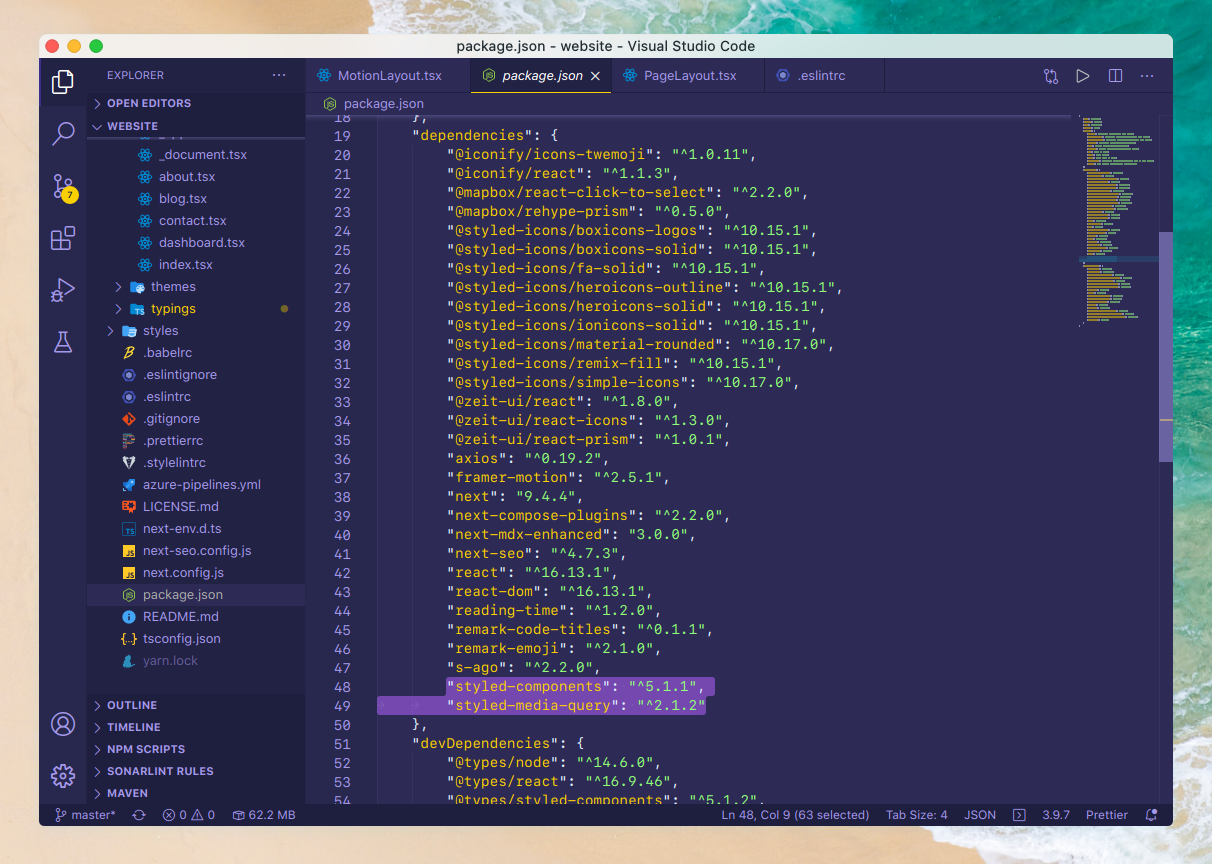 package.json - website - Visual Studio Code
EXPLORER
OPEN EDITORS
WEBSITE
_document.tsx
about.tsx
blog.tsx
contact.tsx
dashboard.tsx
index.tsx
themes
typings
styles
.babelrc
.eslintignore
.eslintrc
.gitignore
.prettierrc
.stylelintrc
azure-pipelines.yml
LICENSE.md
next-env.d.ts
next-seo.config.js
next.config.js
package.json
README.md
tsconfig.json
yarn.lock
OUTLINE
TIMELINE
NPM SCRIPTS
SONARLINT RULES
MAVEN
7
MotionLayout.tsx package.json PageLayout.tsx .eslintrc
package.json
18 },
19 "dependencies": {
20 "@iconify/icons-twemoji": "^1.0.11",
21 "@iconify/react": "^1.1.3",
22 "@mapbox/react-click-to-select": "^2.2.0",
23 "@mapbox/rehype-prism": "^0.5.0",
24 "@styled-icons/boxicons-logos": "^10.15.1",
25 "@styled-icons/boxicons-solid": "^10.15.1",
26 "@styled-icons/fa-solid": "^10.15.1",
27 "@styled-icons/heroicons-outline": "^10.15.1",
28 "@styled-icons/heroicons-solid": "^10.15.1",
29 "@styled-icons/ionicons-solid": "^10.15.1",
30 "@styled-icons/material-rounded": "^10.17.0",
31 "@styled-icons/remix-fill": "^10.15.1",
32 "@styled-icons/simple-icons": "^10.17.0",
33 "@zeit-ui/react": "^1.8.0",
34 "@zeit-ui/react-icons": "^1.3.0",
35 "@zeit-ui/react-prism": "^1.0.1",
36 "axios": "^0.19.2",
37 "framer-motion": "^2.5.1",
38 "next": "9.4.4",
39 "next-compose-plugins": "^2.2.0",
40 "next-mdx-enhanced": "3.0.0",
41 "next-seo": "^4.7.3",
42 "react": "^16.13.1",
43 "react-dom": "^16.13.1",
44 "reading-time": "^1.2.0",
45 "remark-code-titles": "^0.1.1",
46 "remark-emoji": "^2.1.0",
47 "s-ago": "^2.2.0",
48 "styled-components": "^5.1.1",
49 "styled-media-query": "^2.1.2"
50 },
51 "devDependencies": {
52 "@types/node": "^14.6.0",
53 "@types/react": "^16.9.46",
54 "@types/styled-components": "^5.1.2",
master* 0 0 62.2 MB Ln 48, Col 9 (63 selected) Tab Size: 4 JSON 3.9.7 Prettier